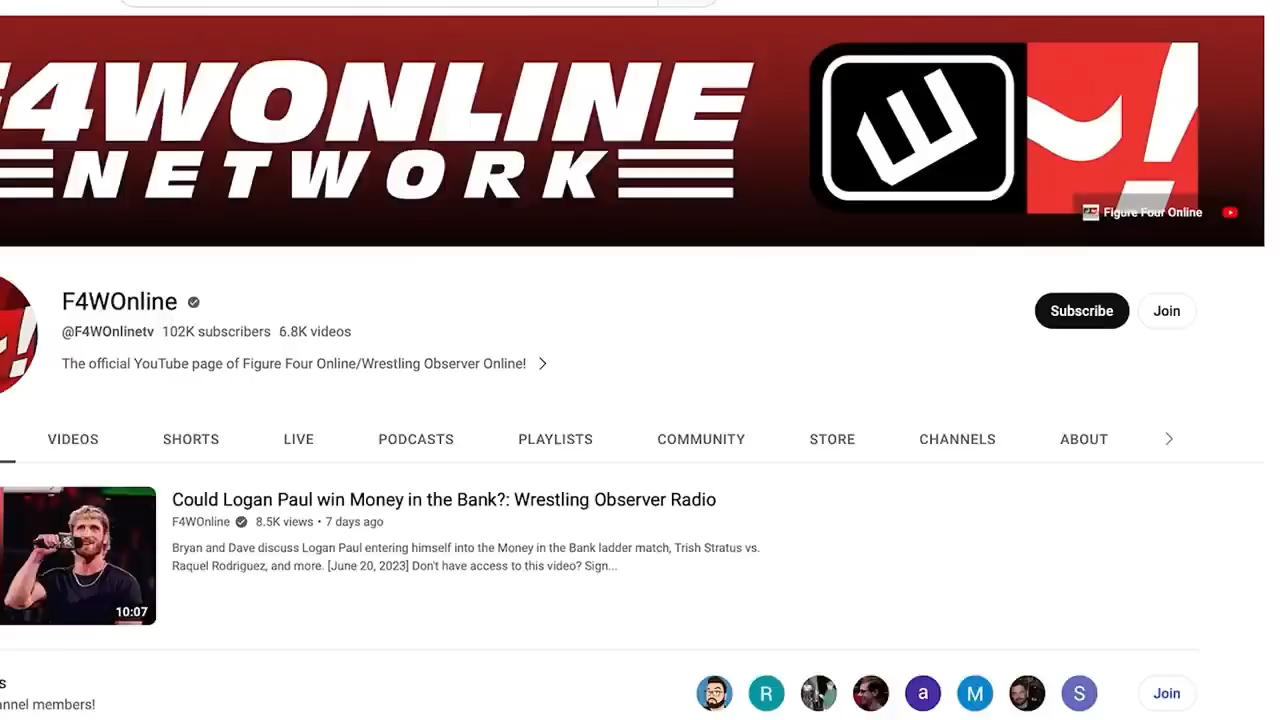 F4WONLINE
NETWORK
Figure Four Online
F4WOnline
@F4WOnlinetv 102K subscribers 6.8K videos
The official YouTube page of Figure Four Online/Wrestling Observer Online!
Subscribe
Join
VIDEOS SHORTS LIVE PODCASTS PLAYLISTS COMMUNITY STORE CHANNELS ABOUT
10:07
Could Logan Paul win Money in the Bank?: Wrestling Observer Radio
F4WOnline 8.5K views • 7 days ago
Bryan and Dave discuss Logan Paul entering himself into the Money in the Bank ladder match, Trish Stratus vs.
Raquel Rodriguez, and more. [June 20, 2023] Don't have access to this video? Sign...
R
a
M
S
Join
members!